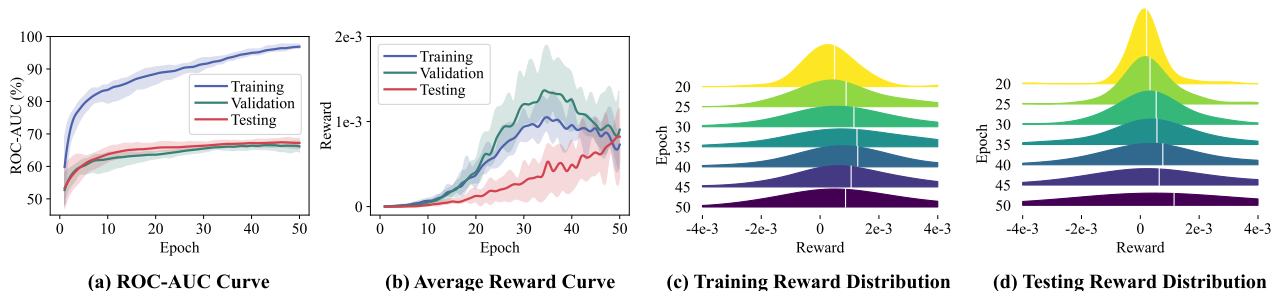 100
90
80
70
60
50
ROC-AUC (%)
Training
Validation
Testing
0
10
20
30
40
50
Epoch
(a) ROC-AUC Curve
2e-3
1e-3
0
Reward
Training
Validation
Testing
0
10
20
30
40
50
Epoch
(b) Average Reward Curve
Epoch
20
25
30
35
40
45
50
-4e-3
-2e-3
0
2e-3
4e-3
Reward
(c) Training Reward Distribution
Epoch
20
25
30
35
40
45
50
-4e-3
-2e-3
0
2e-3
4e-3
Reward
(d) Testing Reward Distribution